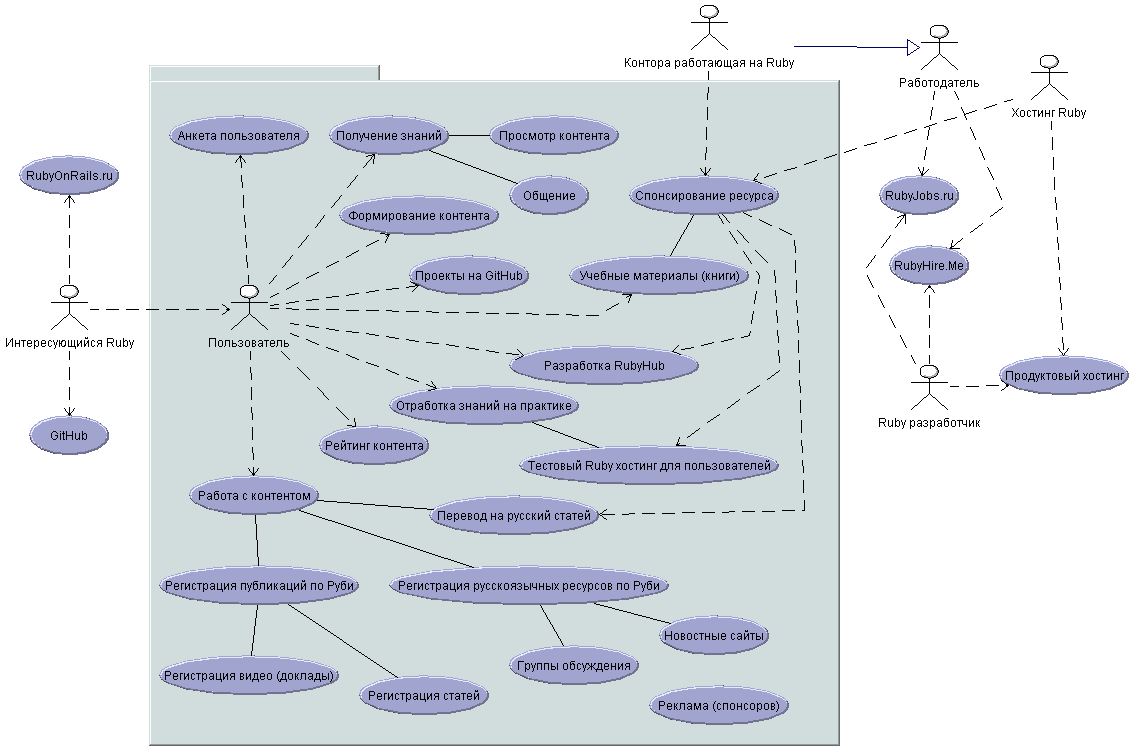 Контора работающая на Ruby
Работодатель
Хостинг Ruby
Анкета пользователя
Получение знаний
Просмотр контента
RubyOnRails.ru
Общение
Спонсирование ресурса
RubyJobs.ru
Формирование контента
Проекты на GitHub
Учебные материалы (книги)
RubyHire.Me
Интересующийся Ruby
Пользователь
Разработка RubyHub
Продуктовый хостинг
Отработка знаний на практике
Ruby разработчик
GitHub
Рейтинг контента
Тестовый Ruby хостинг для пользователей
Работа с контентом
Перевод на русский статей
Регистрация публикаций по Руби
Регистрация русскоязычных ресурсов по Руби
Новостные сайты
Группы обсуждения
Регистрация видео (доклады)
Регистрация статей
Реклама (спонсоров)